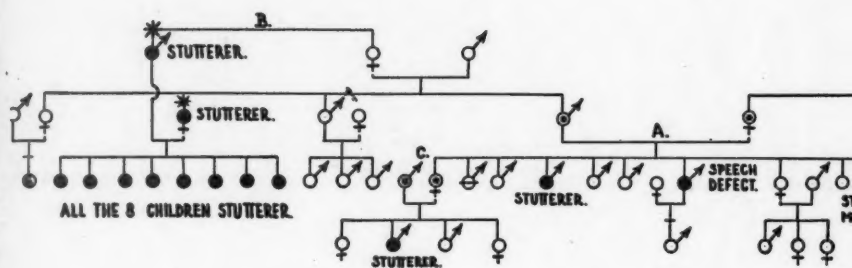 B.
STUTTERER.
STUTTERER.
A.
C.
ALL THE 8 CHILDREN STUTTERER.
STUTTERER.
SPEECH
DEFECT.
STUTTERER.